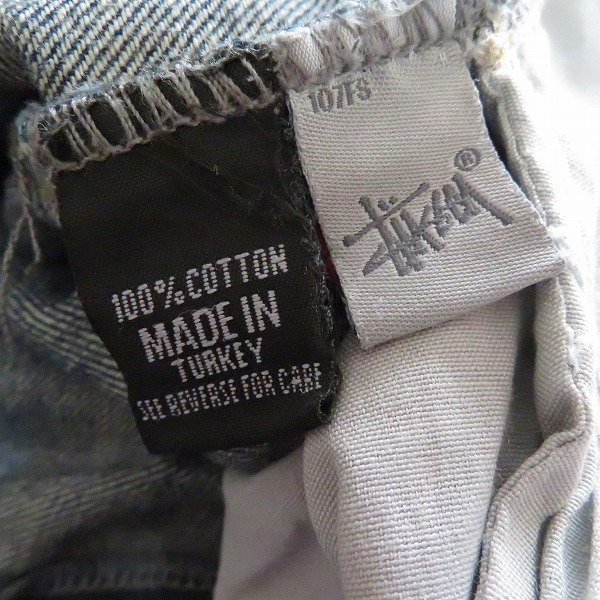 107FS
Stüssy®
100% COTTON
MADE IN
TURKEY
SEE REVERSE FOR CARE